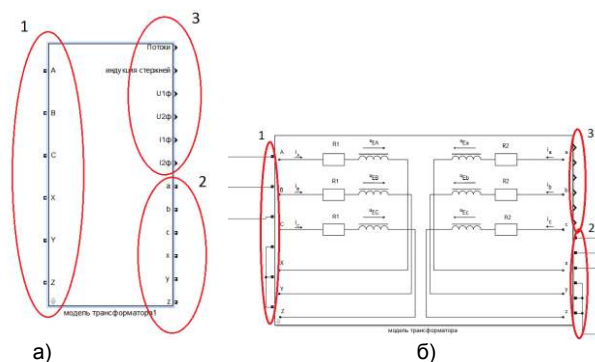 1
3
Потоки
индукция стержней
A
U1ф
B
U2ф
C
I1ф
I2ф
X
a
2
b
Y
c
x
y
Z
z
модель трансформатора1
а)
1
3
A
R1
R2
a
B
R1
R2
b
C
R1
R2
c
2
X
x
Y
y
Z
z
модель трансформатора
б)